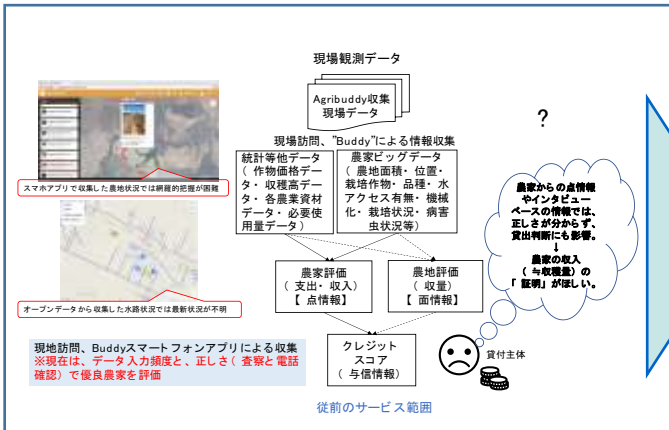 現場観測データ
Agribuddy収集
現場データ
現場訪問、”Buddy”による情報収集
統計等他データ
（ 作物価格デー
タ・ 収穫高デー
タ・ 各農業資材
データ・ 必要使
用量データ）
農家ビッグデータ
（ 農地面積・ 位置・
栽培作物・ 品種・ 水
アクセス有無・ 機械
化・ 栽培状況・ 病害
虫状況等）
スマホアプリで収集した農地状況では網羅的把握が困難
オープンデータから収集した水路状況では最新状況が不明
農家評価
（ 支出・ 収入）
【 点情報】
農地評価
（ 収量）
【 面情報】
クレジット
スコア
（ 与信情報）
現地訪問、Buddyスマートフォンアプリによる収集
※現在は、データ入力頻度と、正しさ（ 査察と電話
確認）で優良農家を評価
従前のサービス範囲
?
農家からの点情報
やインタビュー
ベースの情報では、
正しさが分からず、
貸出判断にも影響。
↓
農家の収入
（ ≒収穫量）の
「 証明」がほしい。
貸付主体